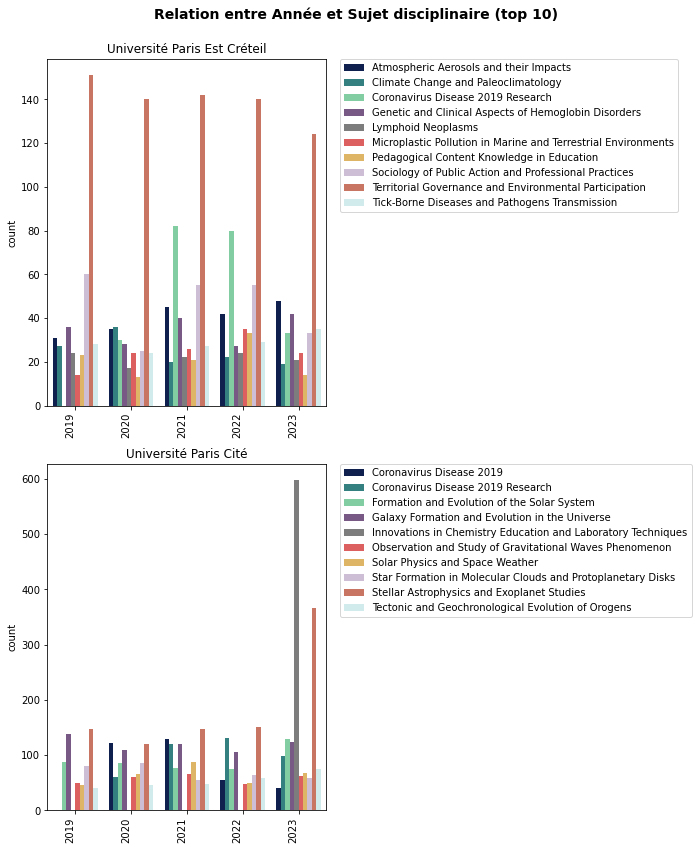 Relation entre Année et Sujet disciplinaire (top 10)
Université Paris Est Créteil
Atmospheric Aerosols and their Impacts
Climate Change and Paleoclimatology
Coronavirus Disease 2019 Research
Genetic and Clinical Aspects of Hemoglobin Disorders
Lymphoid Neoplasms
Microplastic Pollution in Marine and Terrestrial Environments
Pedagogical Content Knowledge in Education
Sociology of Public Action and Professional Practices
Territorial Governance and Environmental Participation
Tick-Borne Diseases and Pathogens Transmission
count
140
120
100
80
60
40
20
0
2019
2020
2021
2022
2023
Université Paris Cité
Coronavirus Disease 2019
Coronavirus Disease 2019 Research
Formation and Evolution of the Solar System
Galaxy Formation and Evolution in the Universe
Innovations in Chemistry Education and Laboratory Techniques
Observation and Study of Gravitational Waves Phenomenon
Solar Physics and Space Weather
Star Formation in Molecular Clouds and Protoplanetary Disks
Stellar Astrophysics and Exoplanet Studies
Tectonic and Geochronological Evolution of Orogens
count
600
500
400
300
200
100
0
2019
2020
2021
2022
2023